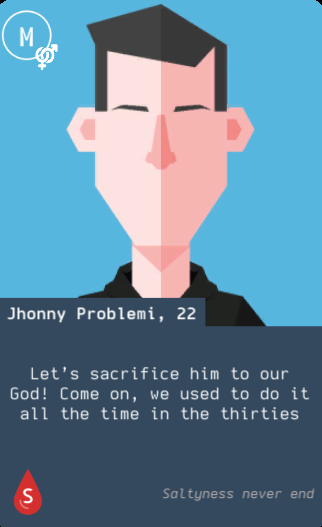 M
Jhonny Problemi, 22
Let's sacrifice him to our
God! Come on, we used to do it
all the time in the thirties
S
Saltyness never end